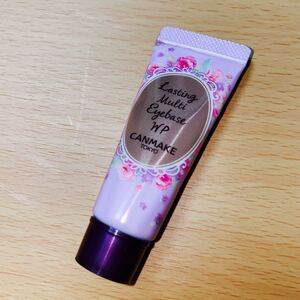 Lasting
Multi
Eyebase
WP
CANMAKE
TOKYO